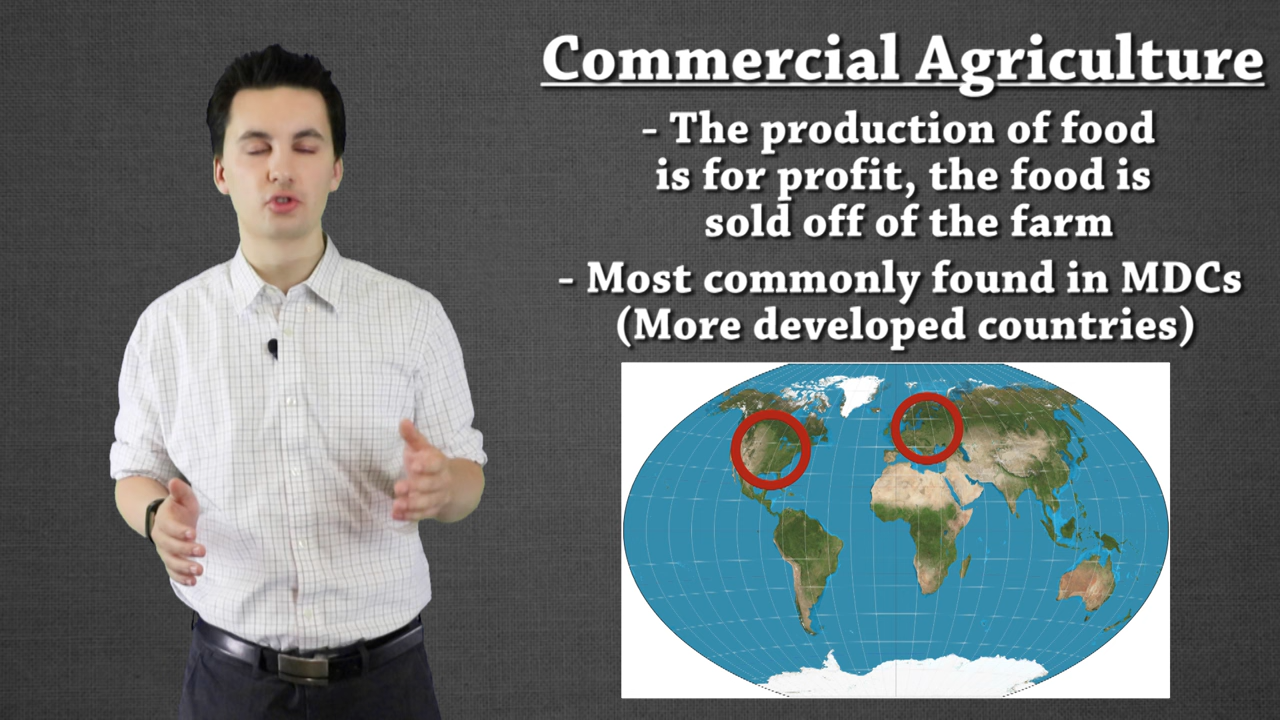 Commercial Agriculture
- The production of food
is for profit, the food is
sold off of the farm
- Most commonly found in MDCs
(More developed countries)